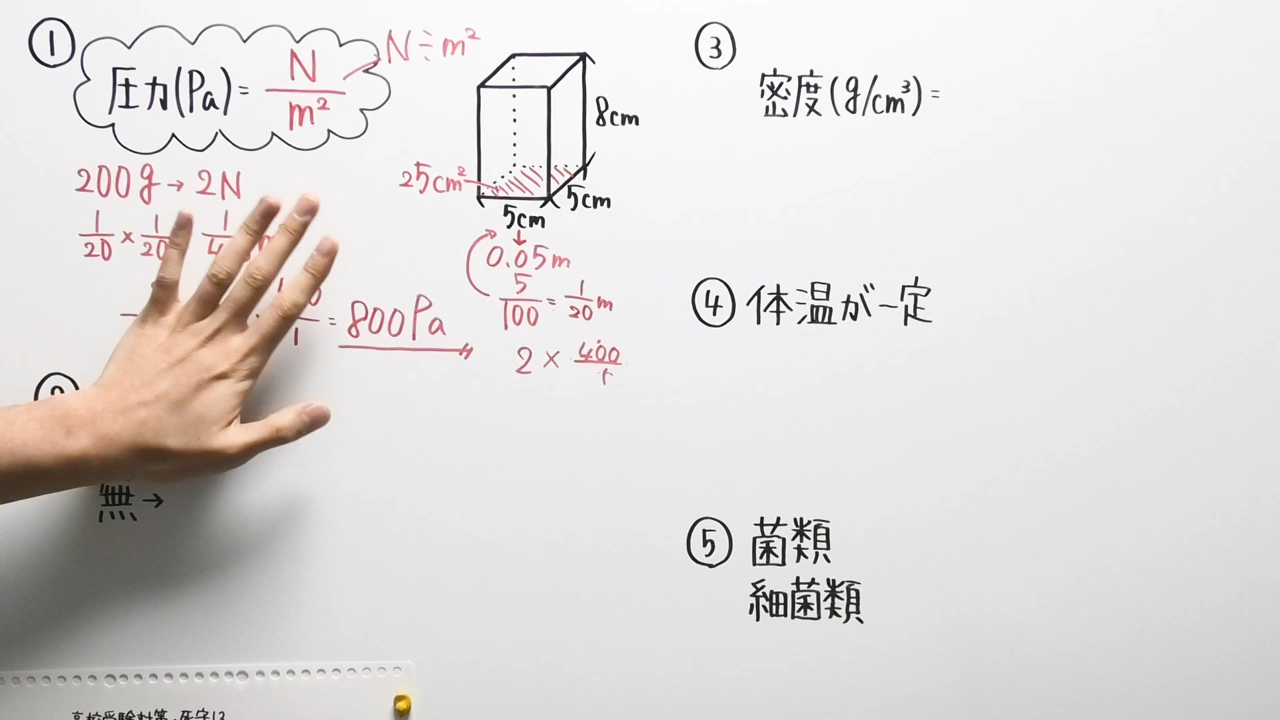 ①
圧力(Pa) = N/m²
N÷m²
200g → 2N
1/20 × 1/20
1
= 800Pa
8cm
25cm²
5cm
5cm
0.05m
5/100 = 1/20 m
2 × 400/1
無→
③
密度(g/cm³) =
④ 体温が一定
⑤ 菌類
細菌類